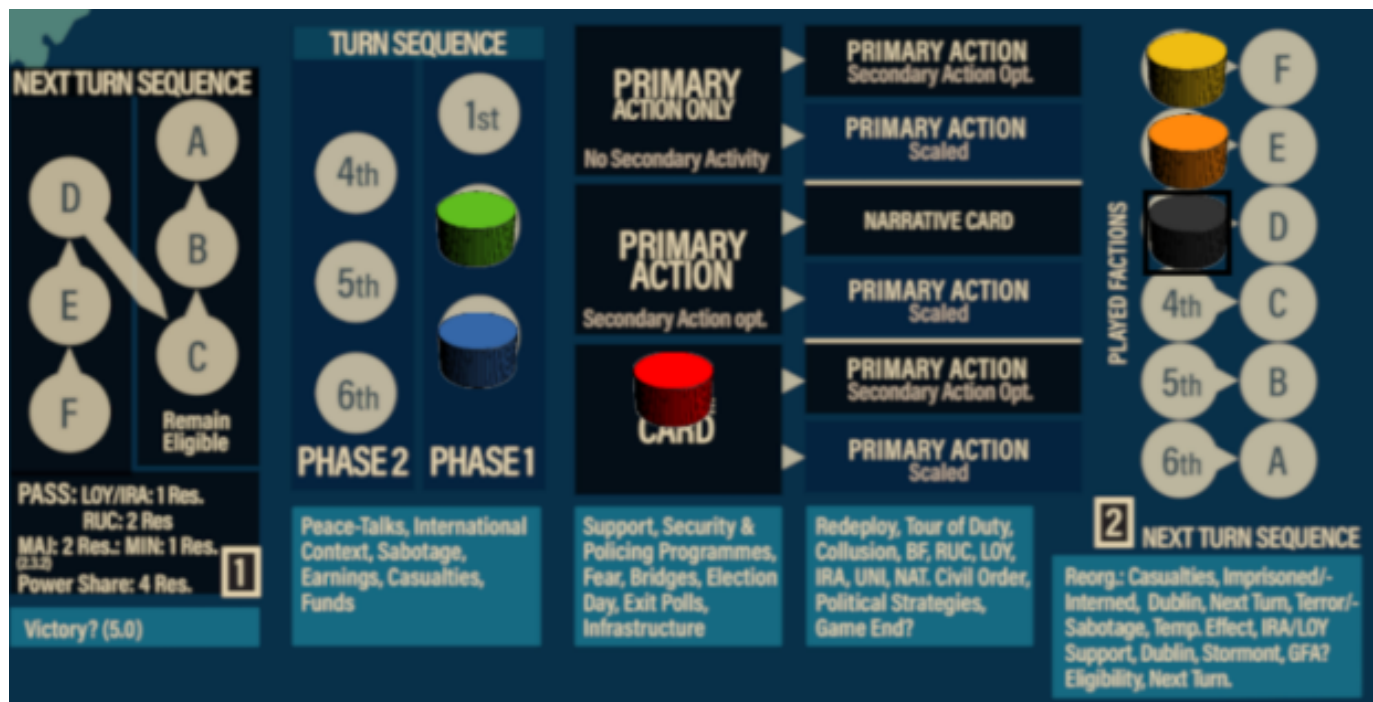 NEXT TURN SEQUENCE
A
D
B
E
C
F
Remain
Eligible
PASS: LOY/IRA: 1 Res.
RUC: 2 Res
MAJ: 2 Res.: MIN: 1 Res.
(2.3.2)
Power Share: 4 Res.
1
Victory? (5.0)
TURN SEQUENCE
1st
4th
5th
6th
PHASE 2 PHASE 1
Peace-Talks, International
Context, Sabotage,
Earnings, Casualties,
Funds
PRIMARY
ACTION ONLY
No Secondary Activity
PRIMARY
ACTION
Secondary Action opt.
CARD
Support, Security &
Policing Programmes,
Fear, Bridges, Election
Day, Exit Polls,
Infrastructure
PRIMARY ACTION
Secondary Action Opt.
PRIMARY ACTION
Scaled
NARRATIVE CARD
PRIMARY ACTION
Scaled
PRIMARY ACTION
Secondary Action Opt.
PRIMARY ACTION
Scaled
Redeploy, Tour of Duty,
Collusion, BF, RUC, LOY,
IRA, UNI, NAT. Civil Order,
Political Strategies,
Game End?
PLAYED FACTIONS
F
E
D
4th C
5th B
6th A
2 NEXT TURN SEQUENCE
Reorg.: Casualties, Imprisoned/-
Interned, Dublin, Next Turn, Terror/-
Sabotage, Temp. Effect, IRA/LOY
Support, Dublin, Stormont, GFA?
Eligibility, Next Turn.